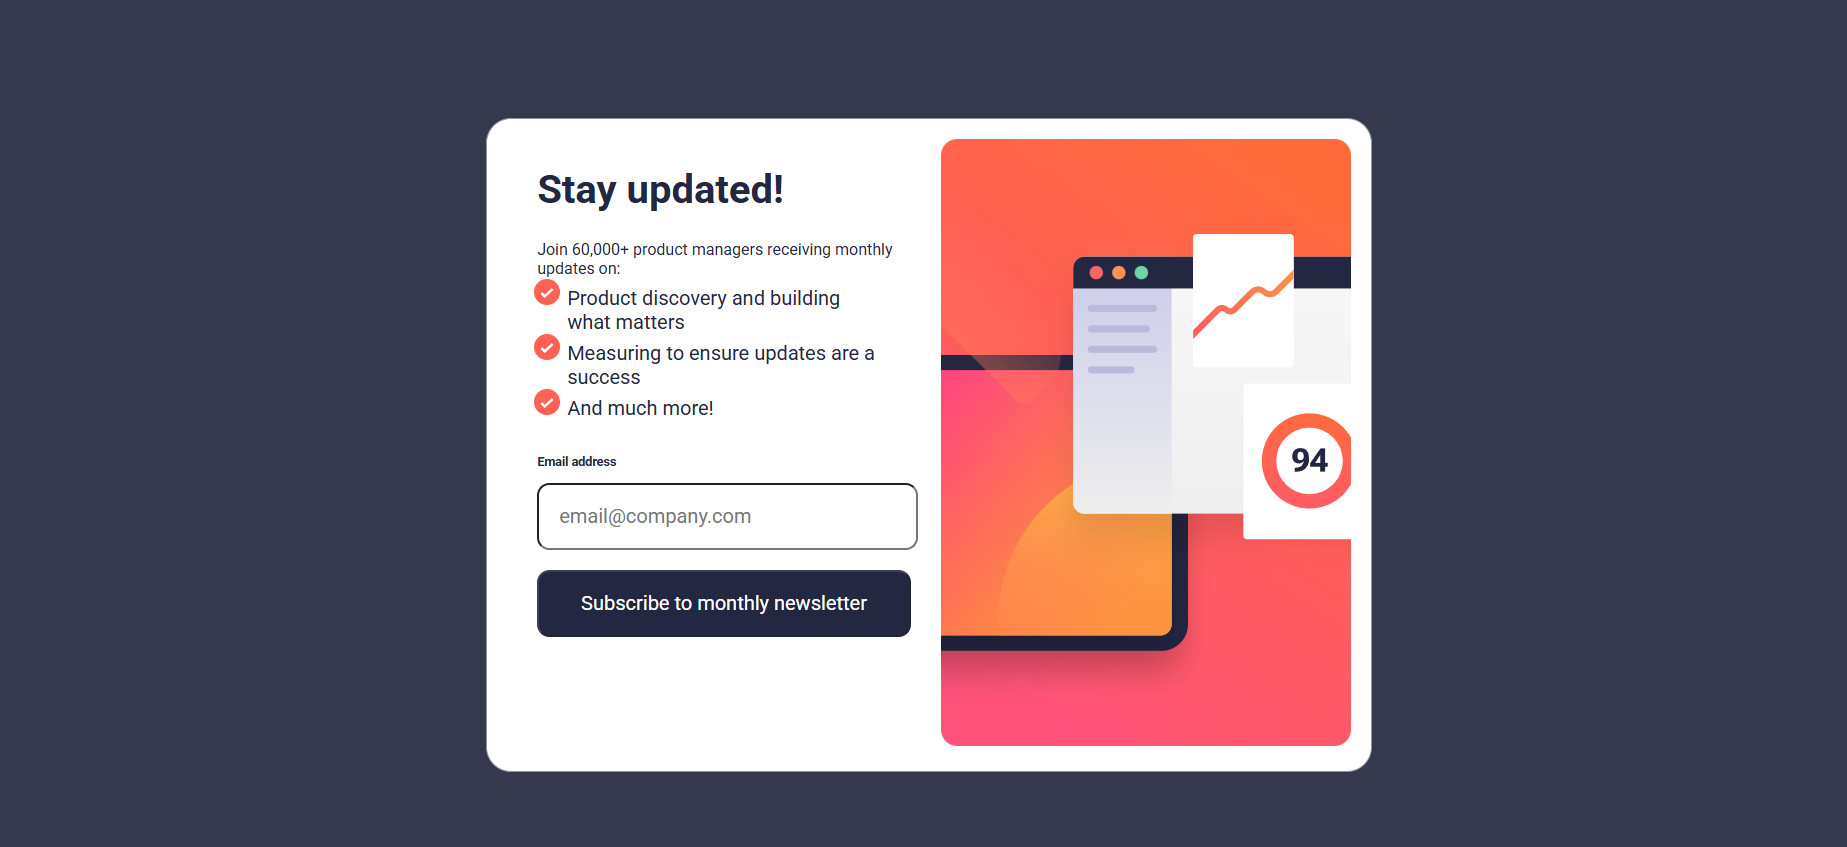 Stay updated!
Join 60,000+ product managers receiving monthly
updates on:
Product discovery and building
what matters
Measuring to ensure updates are a
success
And much more!
Email address
email@company.com
Subscribe to monthly newsletter
94